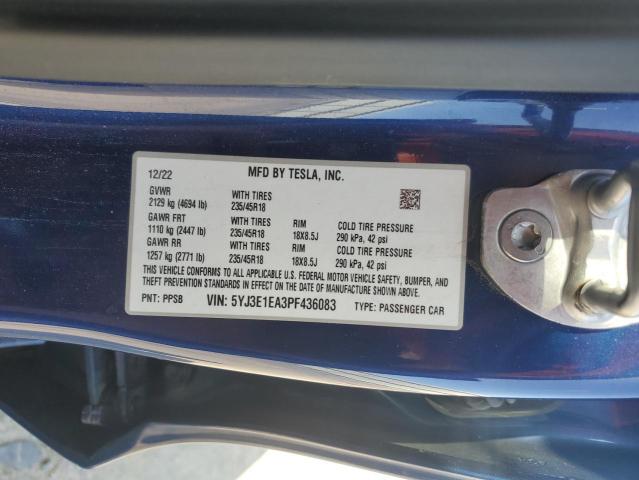 MFD BY TESLA, INC.
12/22
GVWR WITH TIRES
2129 kg (4694 lb) 235/45R18
GAWR FRT WITH TIRES RIM COLD TIRE PRESSURE
1110 kg (2447 lb) 235/45R18 18X8.5J 290 kPa, 42 psi
GAWR RR WITH TIRES RIM COLD TIRE PRESSURE
1257 kg (2771 lb) 235/45R18 18X8.5J 290 kPa, 42 psi
THIS VEHICLE CONFORMS TO ALL APPLICABLE U.S. FEDERAL MOTOR VEHICLE SAFETY, BUMPER, AND
THEFT PREVENTION STANDARDS IN EFFECT ON THE DATE OF MANUFACTURE SHOWN ABOVE.
PNT: PPSB VIN: 5YJ3E1EA3PF436083 TYPE: PASSENGER CAR